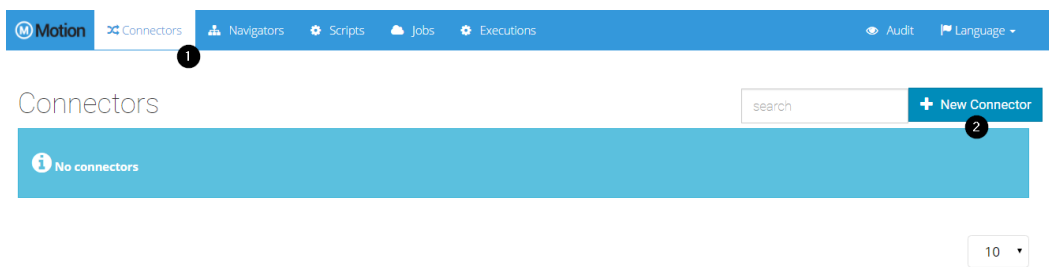 M Motion Connectors Navigators Scripts Jobs Executions Audit Language
1
Connectors search + New Connector
2
i No connectors
10